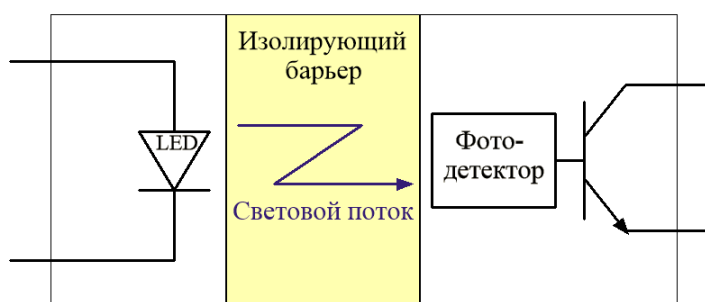 Изолирующий
барьер
LED
Световой поток
Фото-
детектор